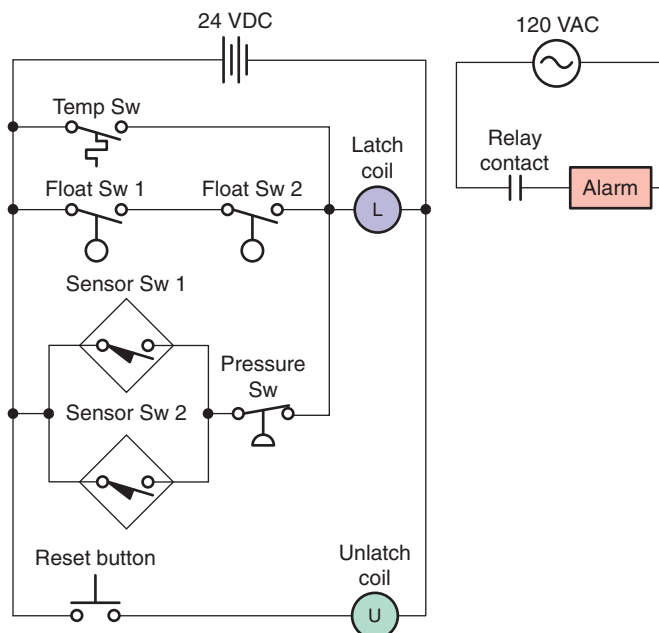 24 VDC
120 VAC
Temp Sw
Latch
coil
L
Relay
contact
Alarm
Float Sw 1
Float Sw 2
Sensor Sw 1
Pressure
Sw
Sensor Sw 2
Reset button
Unlatch
coil
U